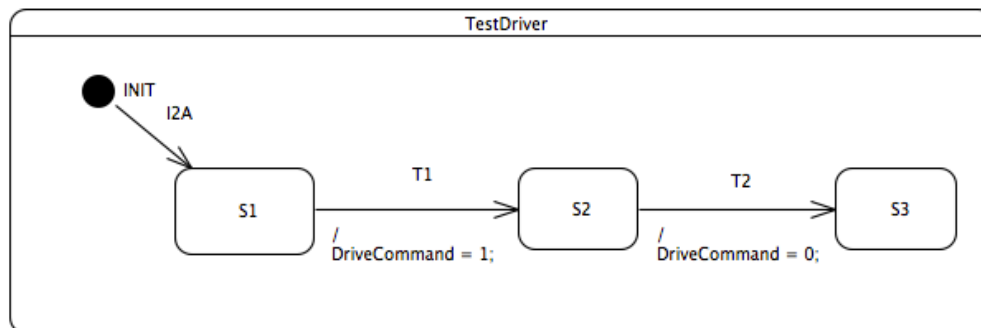 TestDriver
INIT
I2A
T1
T2
S1
S2
S3
/
DriveCommand = 1;
/
DriveCommand = 0;